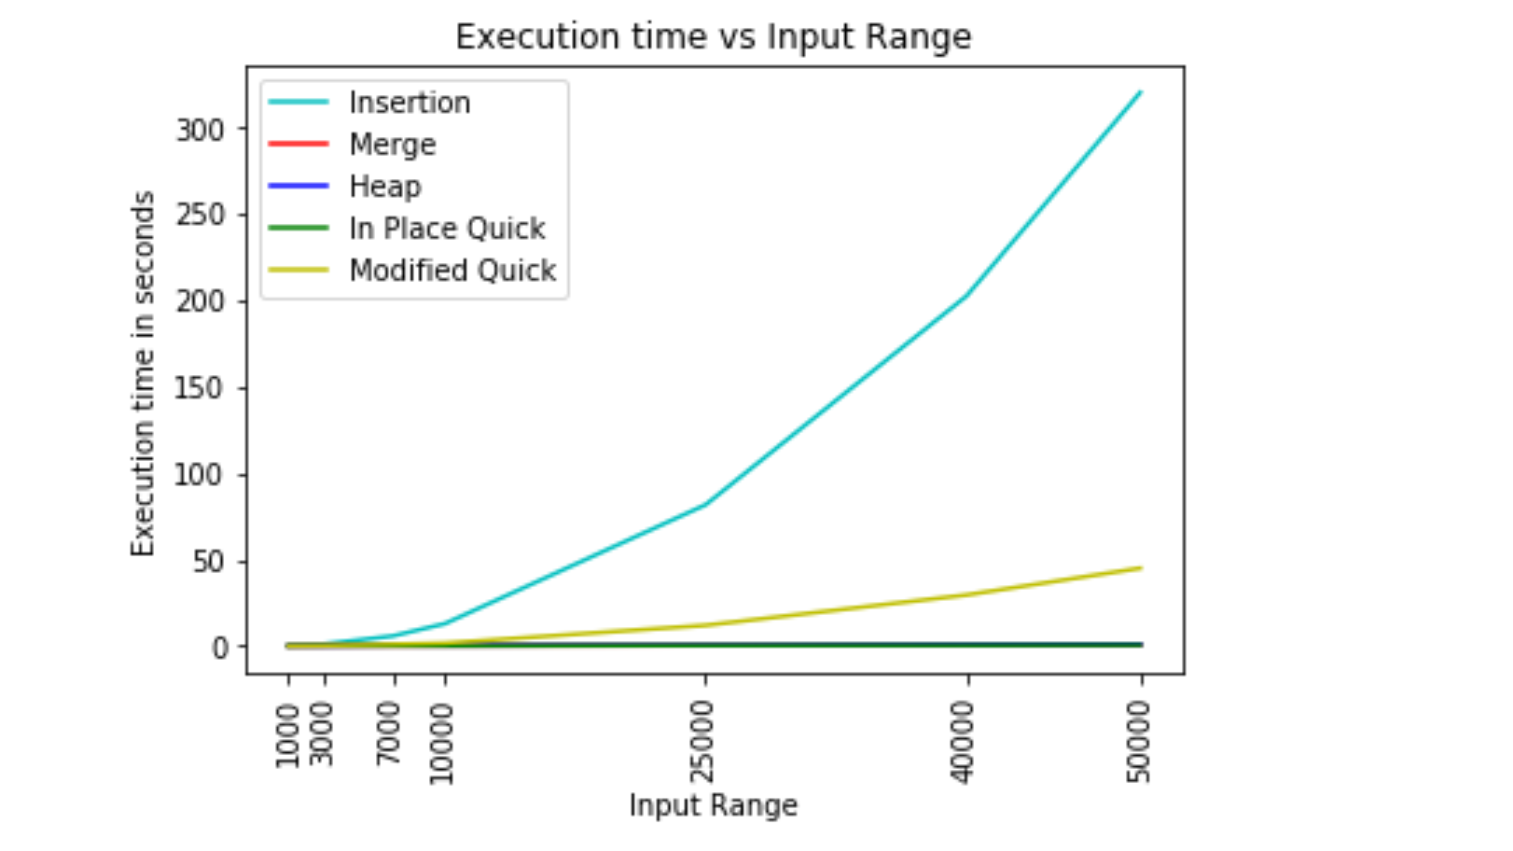 Execution time vs Input Range
Insertion
Merge
Heap
In Place Quick
Modified Quick
Execution time in seconds
300
250
200
150
100
50
0
1000
3000
7000
10000
25000
40000
50000
Input Range